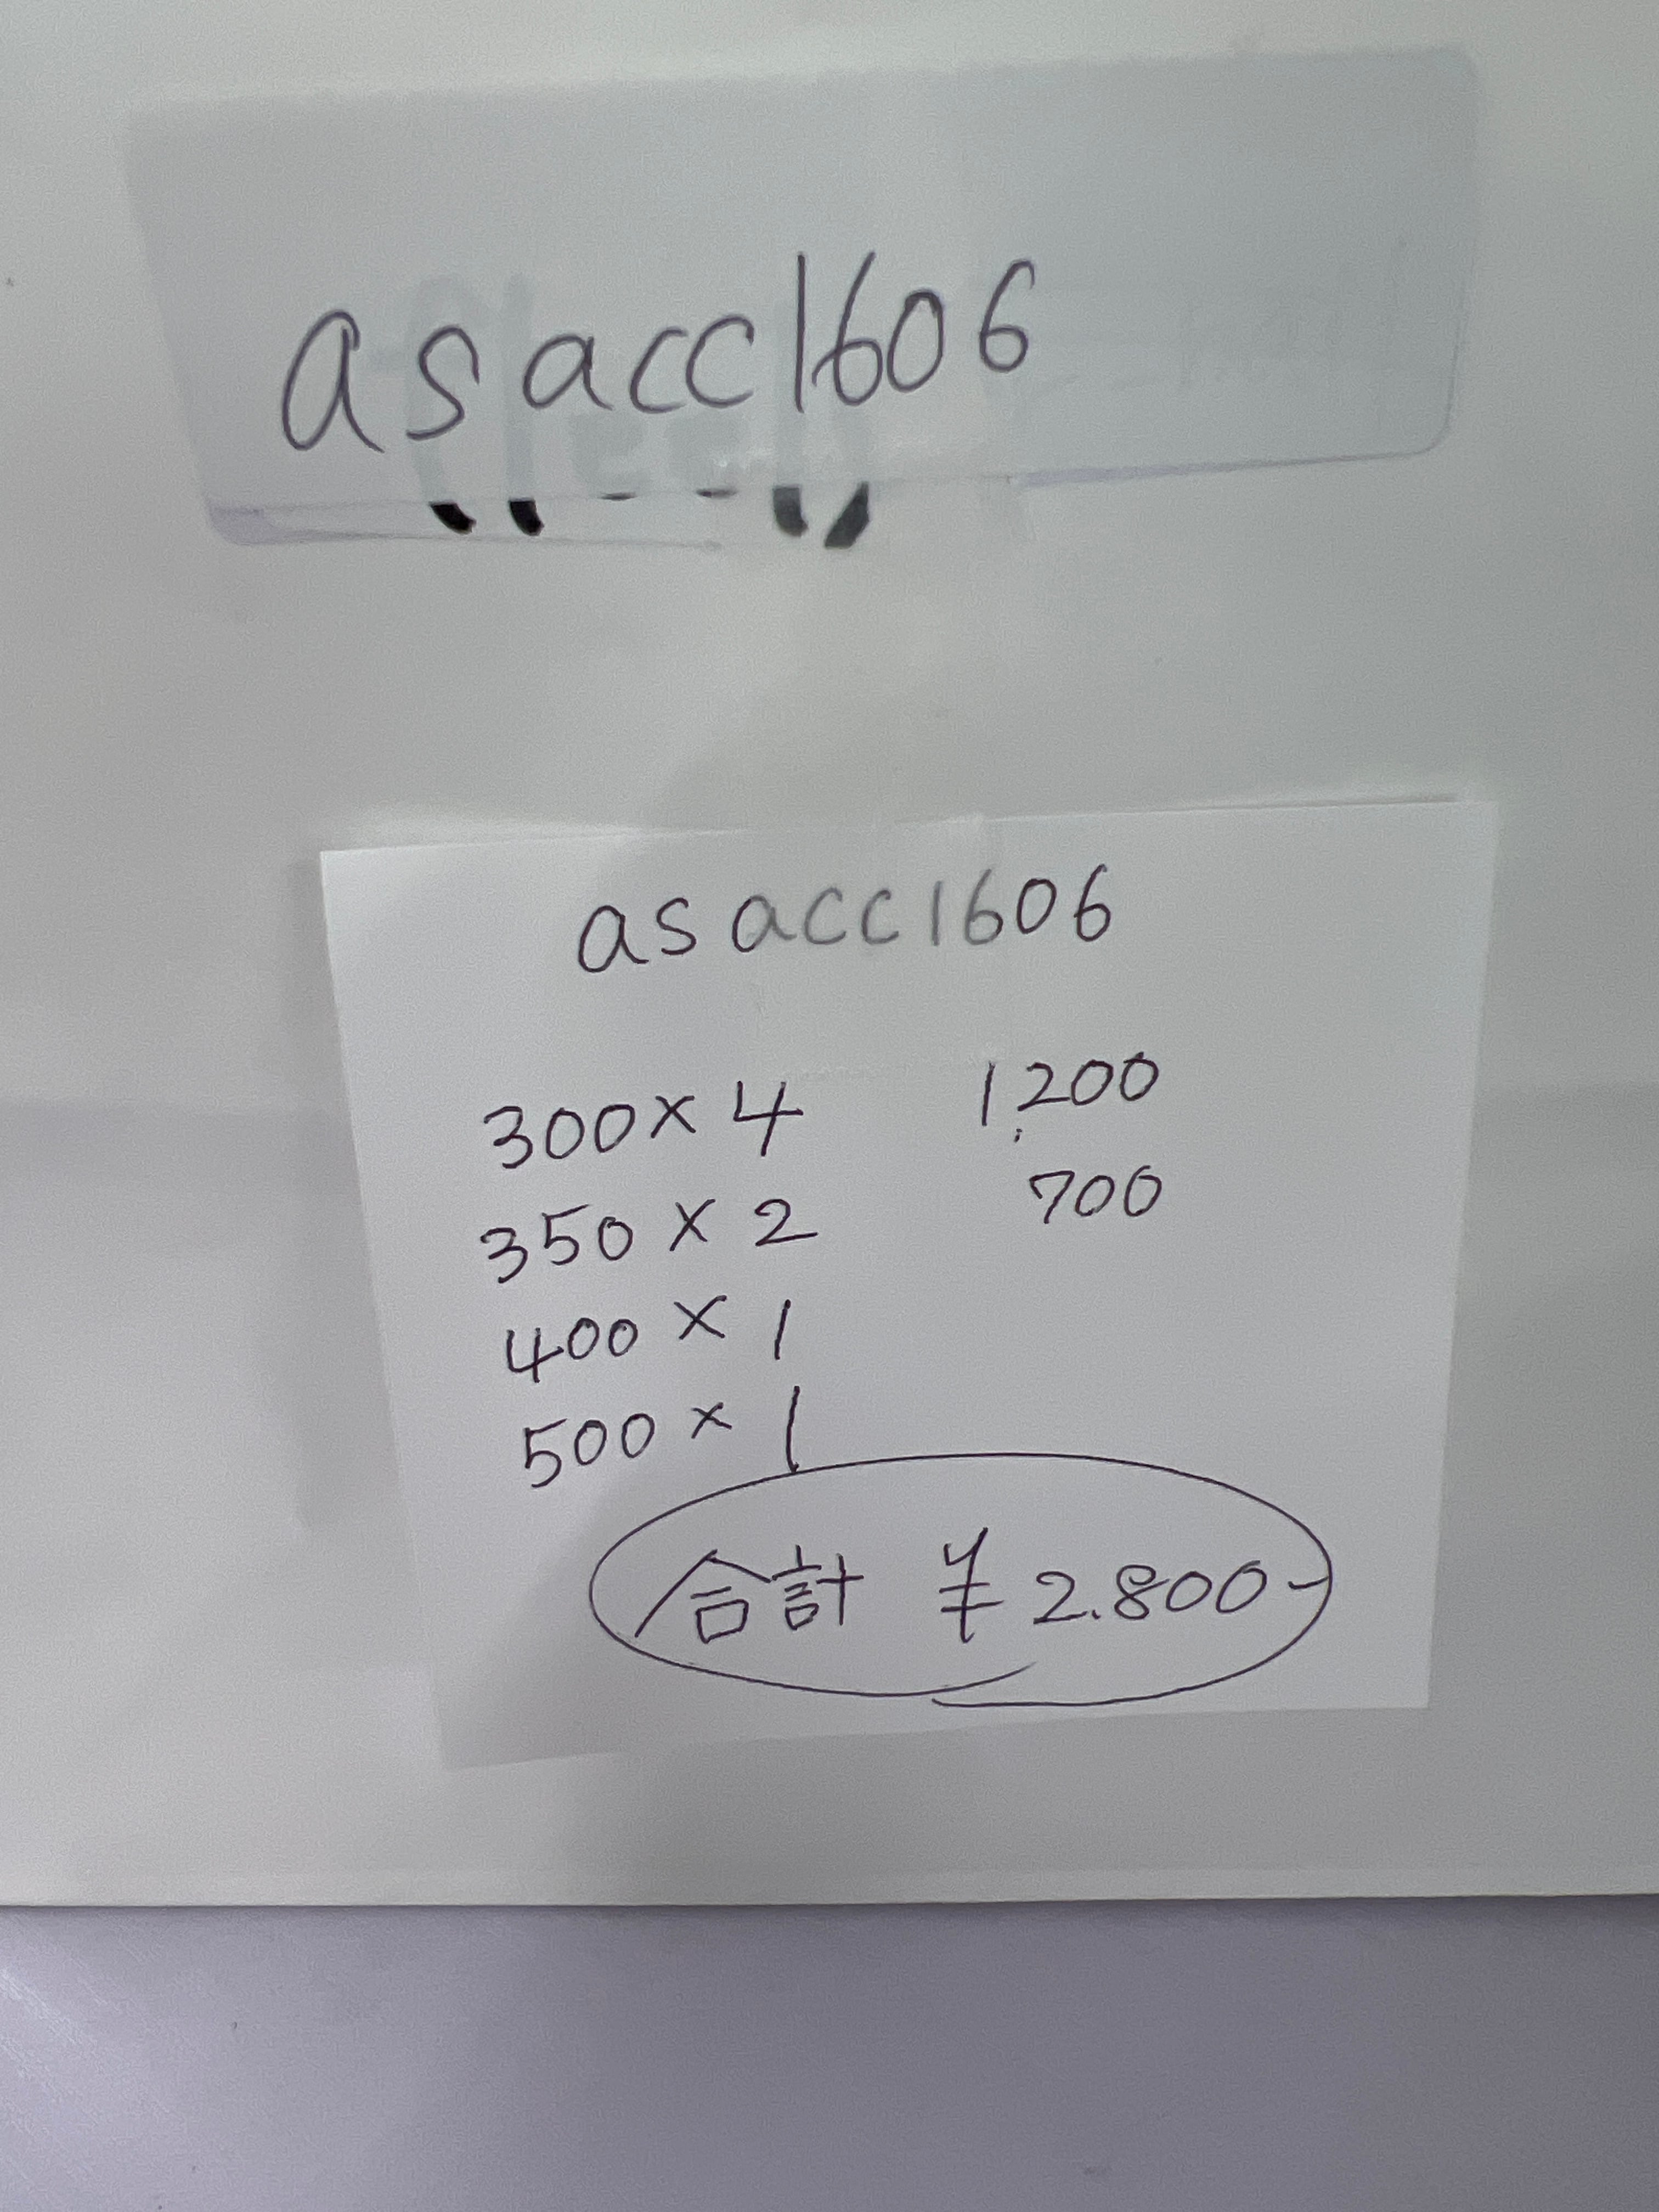 asacc1606
asacc1606
300×4 1,200
350×2 700
400×1
500×1
合計 ¥2.800-